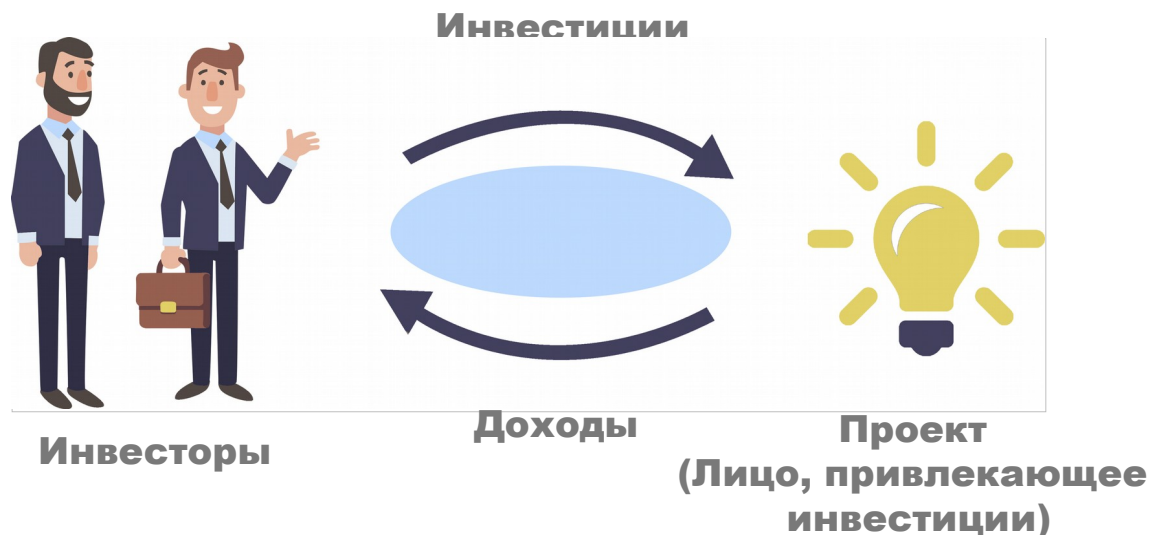 Инвестиции
Доходы
Инвесторы
Проект
(Лицо, привлекающее
инвестиции)